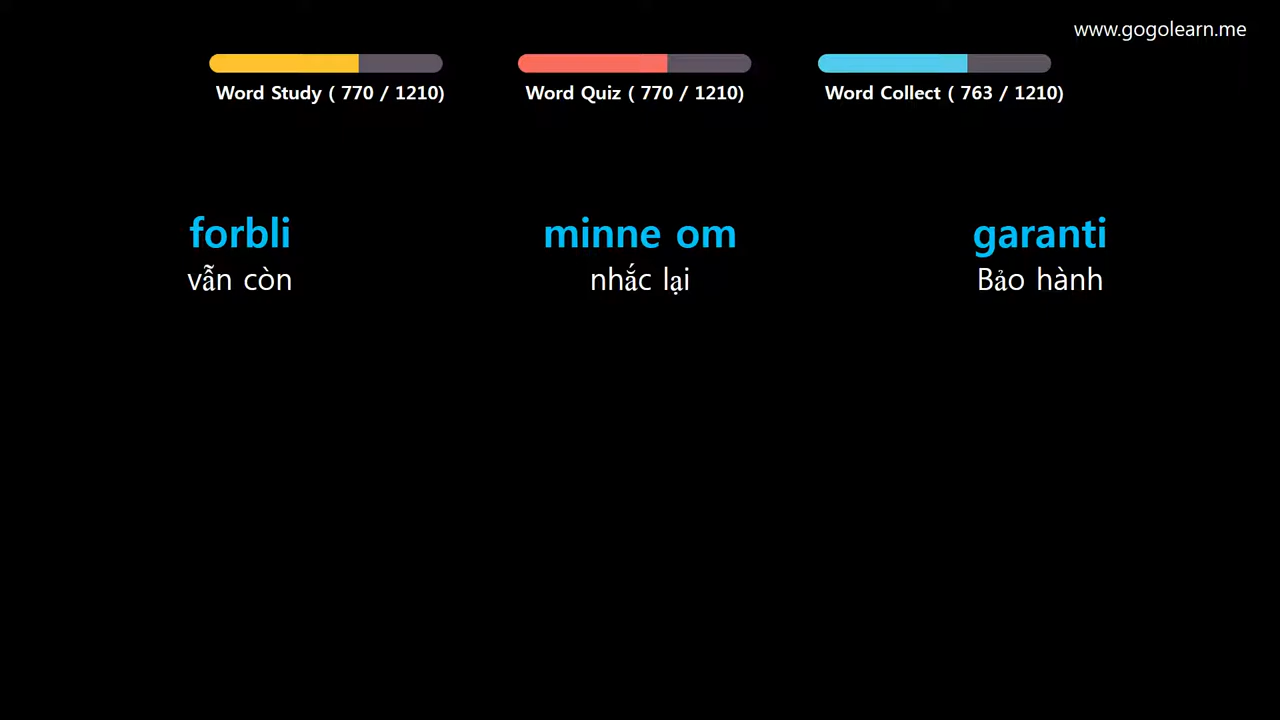 www.gogolearn.me
Word Study ( 770 / 1210)
Word Quiz ( 770 / 1210)
Word Collect ( 763 / 1210)
forbli
vẫn còn
minne om
nhắc lại
garanti
Bảo hành